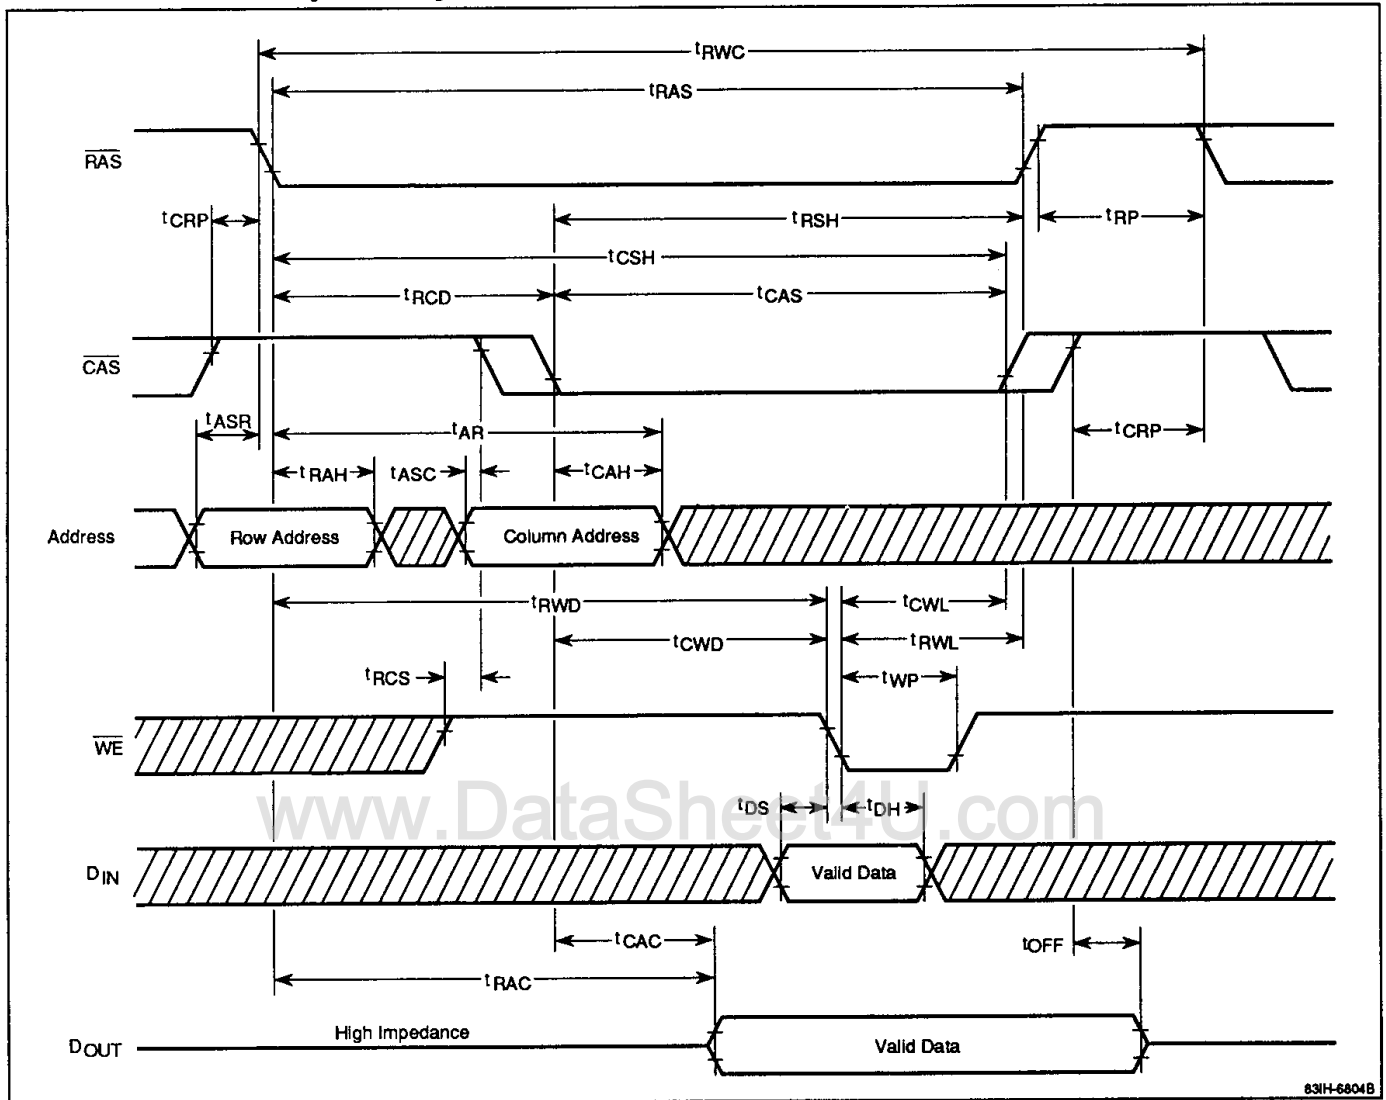 tRWC
tRAS
RAS
tCRP
tRSH
tRP
tCSH
tRCD
tCAS
CAS
tASR
tAR
tCRP
tRAH
tASC
tCAH
Address
Row Address
Column Address
tRWD
tCWL
tCWD
tRWL
tRCS
tWP
WE
www.DataSheet4U.com
tDS
tDH
DIN
Valid Data
tCAC
tOFF
tRAC
High Impedance
DOUT
Valid Data
83IH-6804B